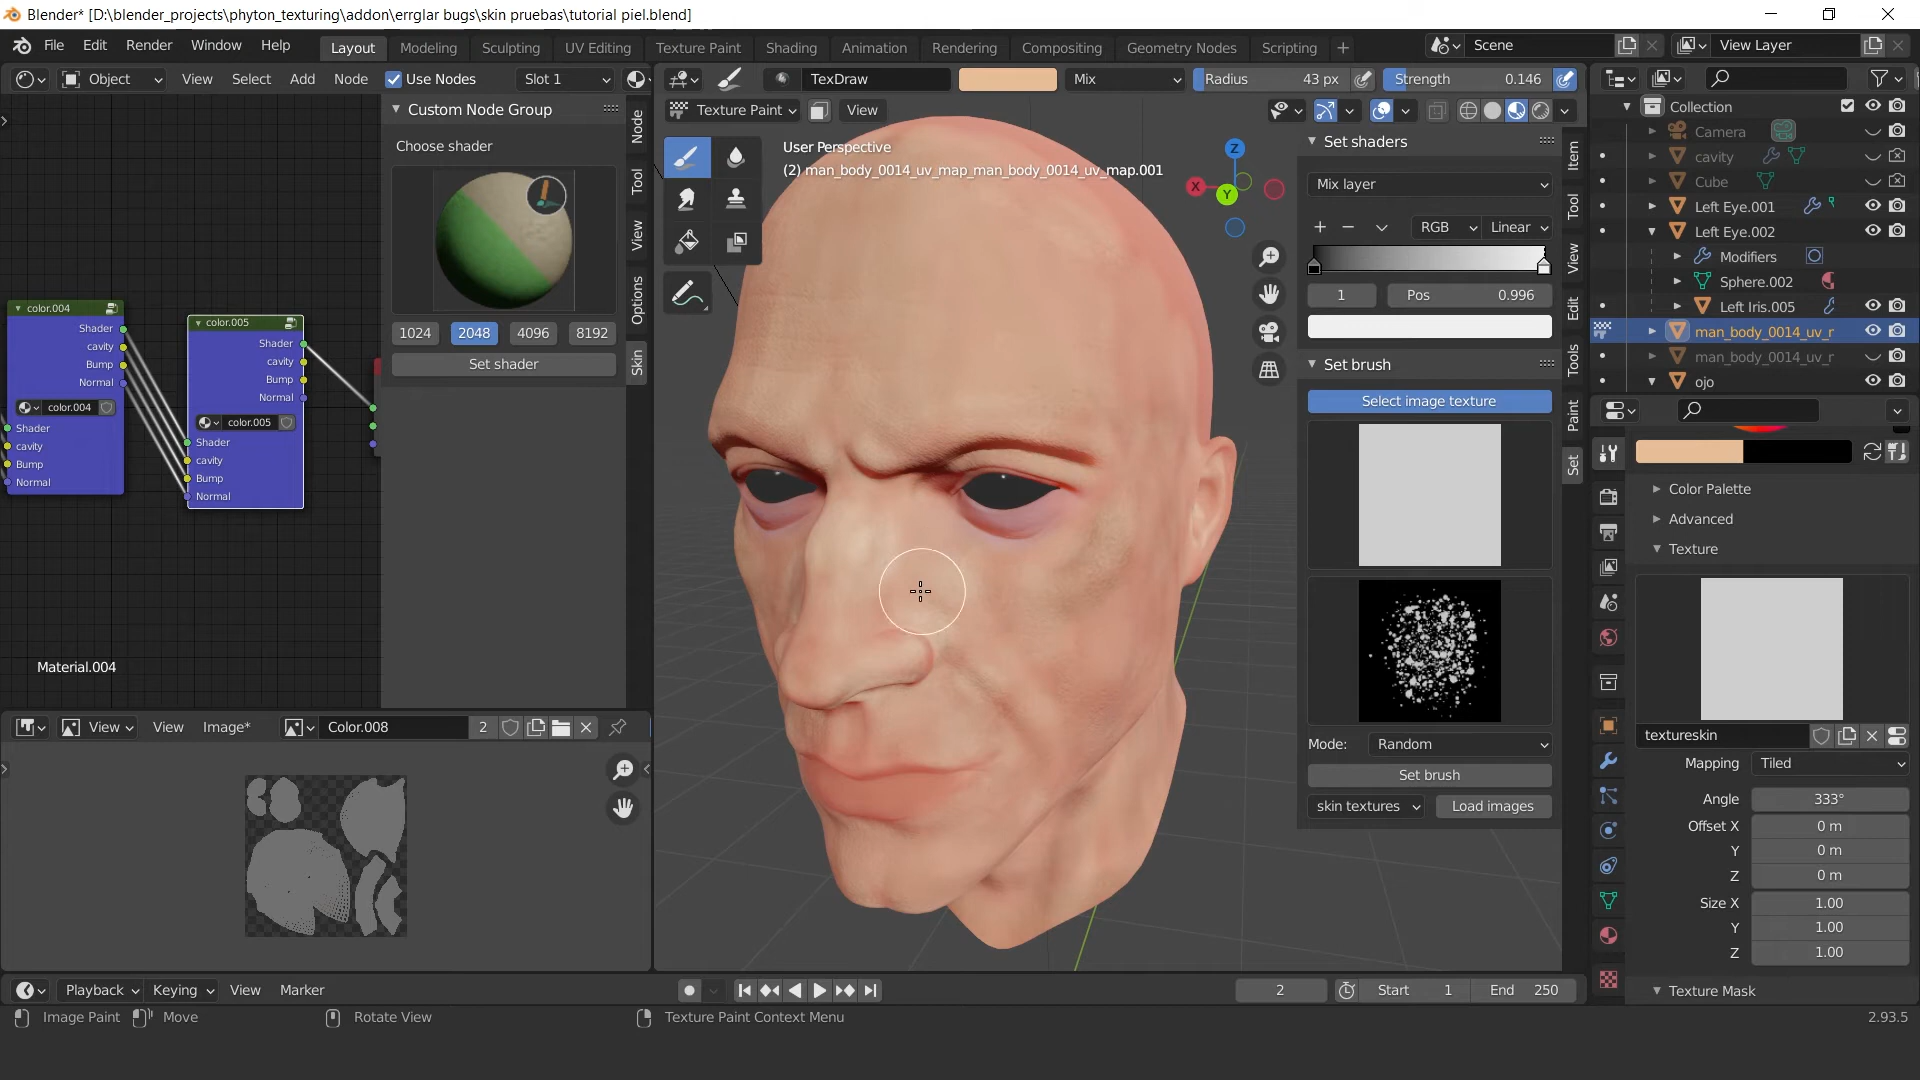 Blender* [D:\blender_projects\phyton_texturing\addon\errglar bugs\skin pruebas\tutorial piel.blend]
File Edit Render Window Help Layout Modeling Sculpting UV Editing Texture Paint Shading Animation Rendering Compositing Geometry Nodes Scripting + Scene View Layer
Object View Select Add Node Use Nodes Slot 1 TexDraw Mix Radius 43 px Strength 0.146
Custom Node Group
Choose shader
1024 2048 4096 8192
Set shader
Node
Tool
View
Options
Skin
color.004
Shader
cavity
Bump
Normal
color.004
Shader
cavity
Bump
Normal
color.005
Shader
cavity
Bump
Normal
color.005
Shader
cavity
Bump
Normal
Material.004
View View Image* Color.008 2
Texture Paint View
User Perspective
(2) man_body_0014_uv_map_man_body_0014_uv_map.001
Z
X
Y
Set shaders
Mix layer
+ − RGB Linear
1 Pos 0.996
Set brush
Select image texture
Mode: Random
Set brush
skin textures Load images
Item
Tool
View
Edit
Tools
Paint
Set
Collection
Camera
cavity
Cube
Left Eye.001
Left Eye.002
Modifiers
Sphere.002
Left Iris.005
man_body_0014_uv_r
man_body_0014_uv_r
ojo
Color Palette
Advanced
Texture
textureskin
Mapping Tiled
Angle 333°
Offset X 0 m
Y 0 m
Z 0 m
Size X 1.00
Y 1.00
Z 1.00
Texture Mask
Playback Keying View Marker 2 Start 1 End 250
Image Paint Move Rotate View Texture Paint Context Menu 2.93.5